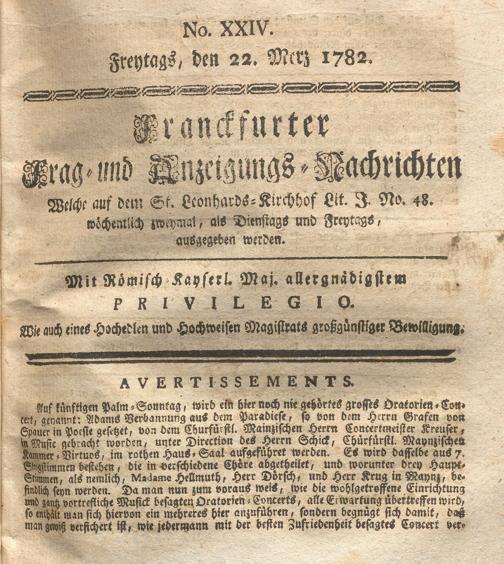 No. XXIV.
Freytags, den 22. Merz 1782.
Franckfurter
Frag- und Anzeigungs-Nachrichten
Welche auf dem St. Leonhards-Kirchhof Lit. J. No. 48.
wöchentlich zweymal, als Dienstags und Freytags,
ausgegeben werden.
Mit Römisch Kayserl. Maj. allergnädigstem
PRIVILEGIO.
Wie auch eines Hochedlen und Hochweisen Magistrats großgünstiger Bewilligung.
AVERTISSEMENTS.
Auf künftigen Palm-Sonntag, wird ein hier noch nie gehörtes grosses Oratorien-Con-
cert, genannt: Adams Verbannung aus dem Paradiese, so von dem Herrn Grafen von
Spauer in Poesie gesetzet, von den Churfürstl. Mainzischen Herrn Concertmeister Kreuser,
in Music gebracht worden, unter Direction des Herrn Schick, Chürfürstl. Maynzischen
Kammer-Virtuos, im rothen Haus-Saal aufgeführet werden. Es wird dasselbe aus 7.
Singstimmen bestehen, die in verschiedene Chöre abgetheilet, und worunter drey Haupt-
Stimmen, als nemlich, Madame Hellmuth, Herr Dörsch, und Herr Krug in Maynz, be-
findlich seyn werden. Da man nun zum voraus weis, wie die wohlgetroffene Einrichtung
und ganz vortrefliche Musick besagten Oratorien-Concerts, alle Erwartung übertreffen wird,
so enthält man sich hiervon ein mehreres hier anzuführen, sondern begnügt sich damit, daß
man gewiß versichert ist, wie jedermann mit der besten Zufriedenheit besagtes Concert ver-